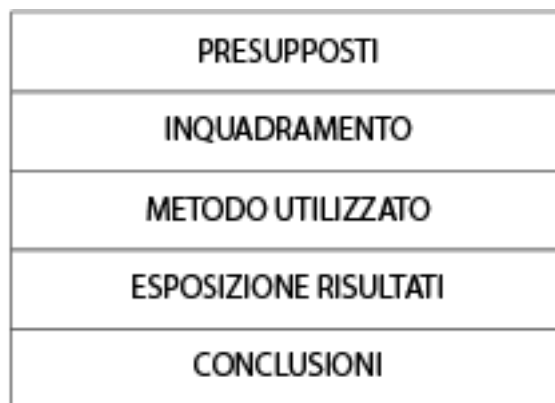 PRESUPPOSTI
INQUADRAMENTO
METODO UTILIZZATO
ESPOSIZIONE RISULTATI
CONCLUSIONI